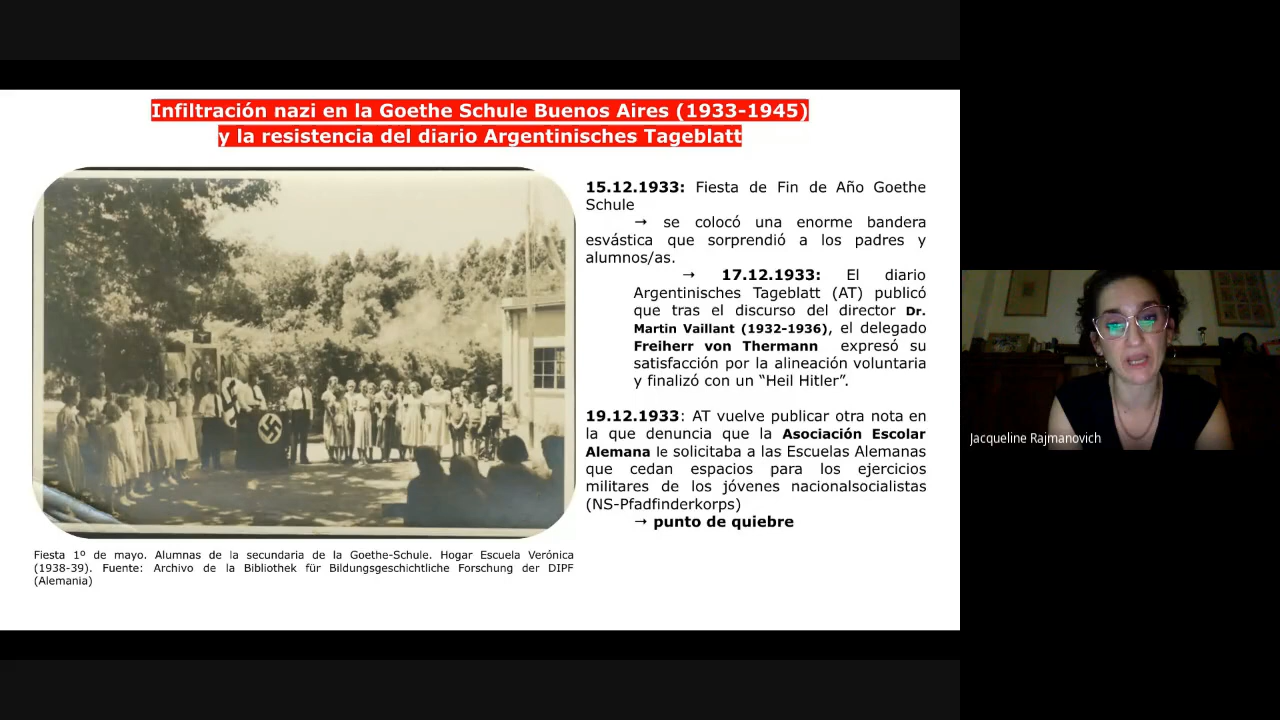 Infiltración nazi en la Goethe Schule Buenos Aires (1933-1945)
y la resistencia del diario Argentinisches Tageblatt
15.12.1933: Fiesta de Fin de Año Goethe
Schule
→ se colocó una enorme bandera
esvástica que sorprendió a los padres y
alumnos/as.
→ 17.12.1933: El diario
Argentinisches Tageblatt (AT) publicó
que tras el discurso del director Dr.
Martin Vaillant (1932-1936), el delegado
Freiherr von Thermann expresó su
satisfacción por la alineación voluntaria
y finalizó con un “Heil Hitler”.
19.12.1933: AT vuelve publicar otra nota en
la que denuncia que la Asociación Escolar
Alemana le solicitaba a las Escuelas Alemanas
que cedan espacios para los ejercicios
militares de los jóvenes nacionalsocialistas
(NS-Pfadfinderkorps)
→ punto de quiebre
Fiesta 1º de mayo. Alumnas de la secundaria de la Goethe-Schule. Hogar Escuela Verónica
(1938-39). Fuente: Archivo de la Bibliothek für Bildungsgeschichtliche Forschung der DIPF
(Alemania)
Jacqueline Rajmanovich